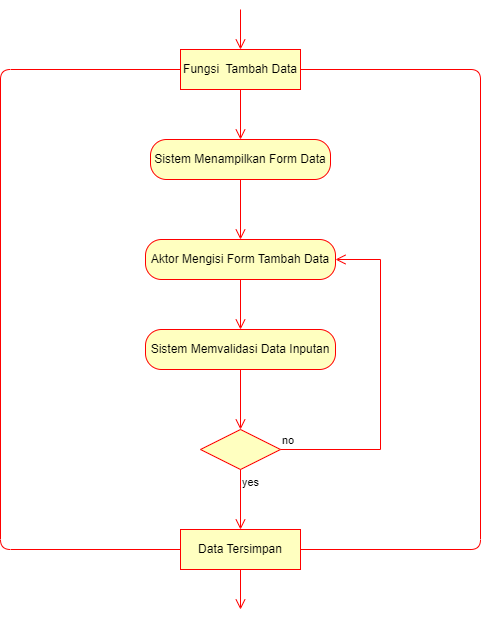 Fungsi  Tambah Data
Sistem Menampilkan Form Data
Aktor Mengisi Form Tambah Data
Sistem Memvalidasi Data Inputan
no
yes
Data Tersimpan